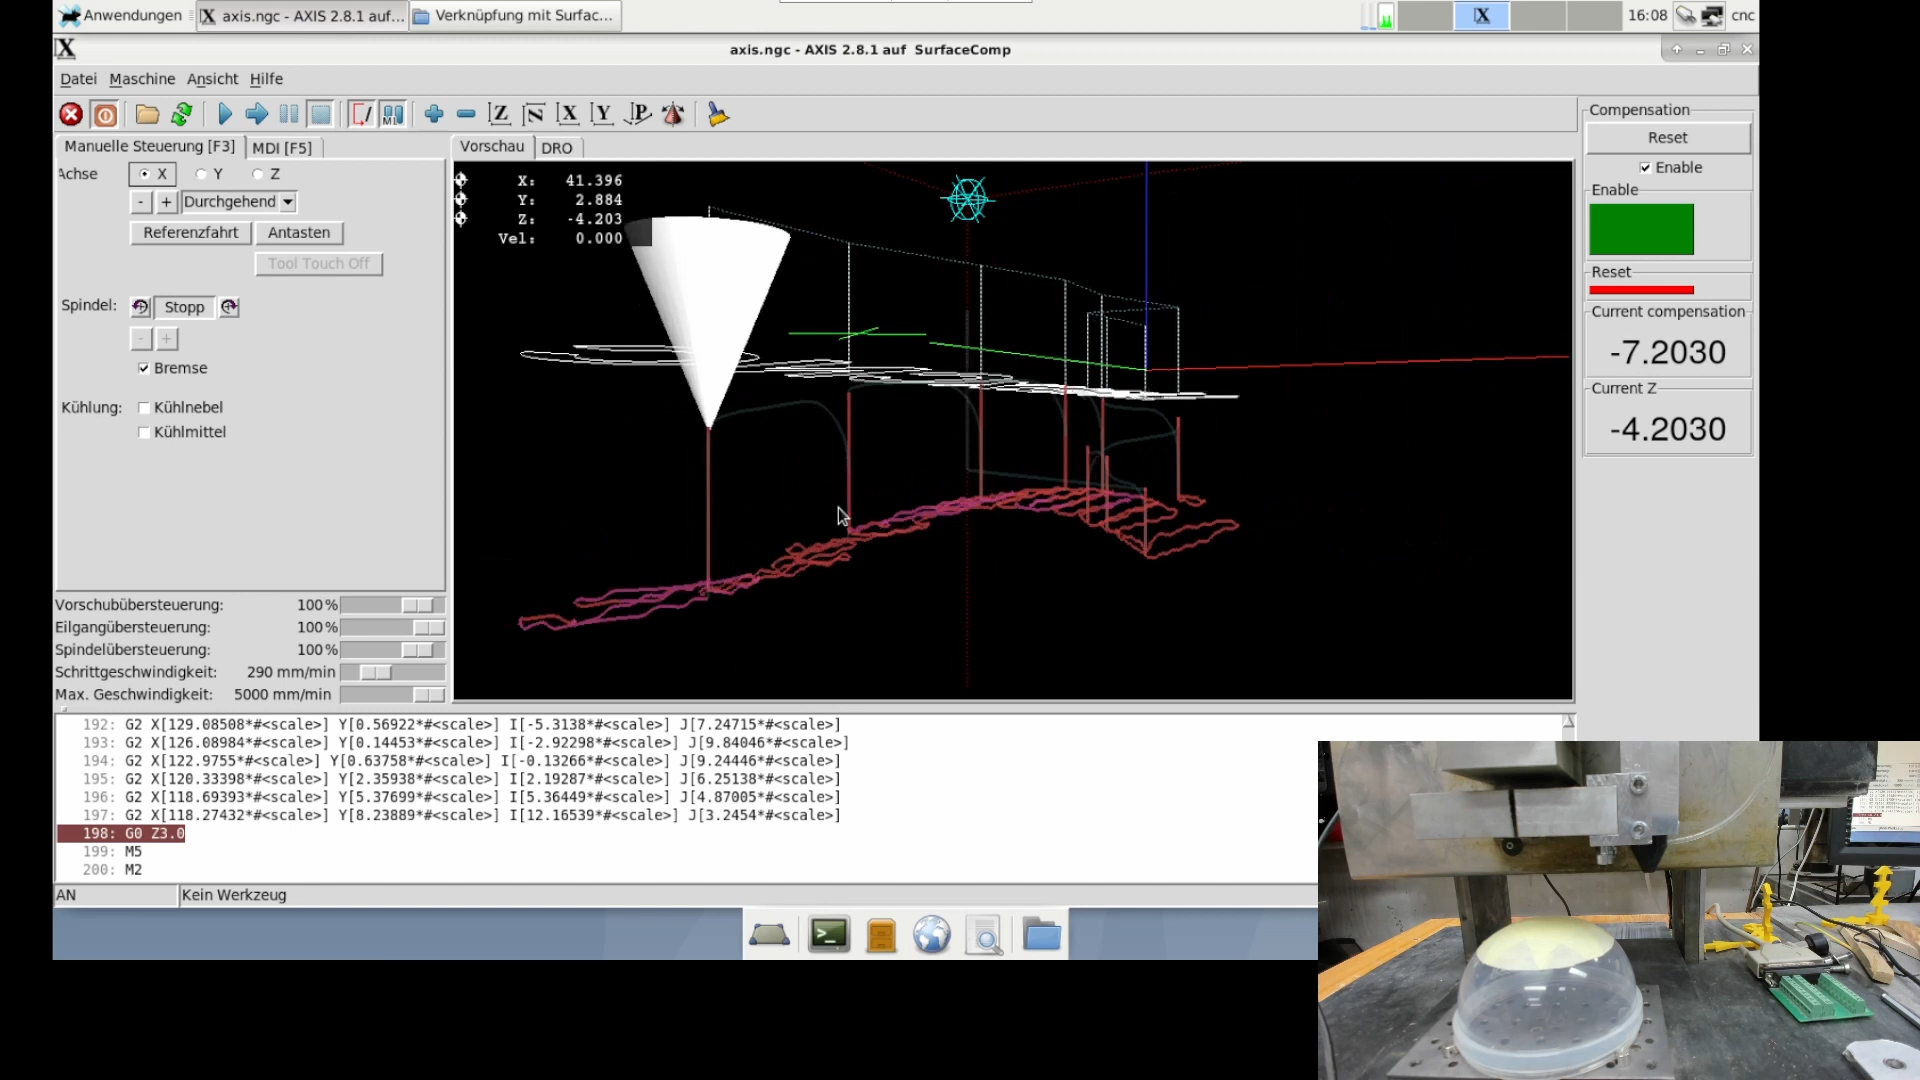 Anwendungen
axis.ngc - AXIS 2.8.1 auf...
Verknüpfung mit Surfac...
16:08
cnc
axis.ngc - AXIS 2.8.1 auf SurfaceComp
Datei Maschine Ansicht Hilfe
Manuelle Steuerung [F3]
MDI [F5]
Achse
X
Y
Z
-
+
Durchgehend
Referenzfahrt
Antasten
Tool Touch Off
Spindel:
Stopp
-
+
Bremse
Kühlung:
Kühlnebel
Kühlmittel
Vorschubübersteuerung: 100%
Eilgangübersteuerung: 100%
Spindelübersteuerung: 100%
Schrittgeschwindigkeit: 290 mm/min
Max. Geschwindigkeit: 5000 mm/min
Vorschau
DRO
X: 41.396
Y: 2.884
Z: -4.203
Vel: 0.000
Compensation
Reset
Enable
Enable
Reset
Current compensation
-7.2030
Current Z
-4.2030
192: G2 X[129.08508*#<scale>] Y[0.56922*#<scale>] I[-5.3138*#<scale>] J[7.24715*#<scale>]
193: G2 X[126.08984*#<scale>] Y[0.14453*#<scale>] I[-2.92298*#<scale>] J[9.84046*#<scale>]
194: G2 X[122.9755*#<scale>] Y[0.63758*#<scale>] I[-0.13266*#<scale>] J[9.24446*#<scale>]
195: G2 X[120.33398*#<scale>] Y[2.35938*#<scale>] I[2.19287*#<scale>] J[6.25138*#<scale>]
196: G2 X[118.69393*#<scale>] Y[5.37699*#<scale>] I[5.36449*#<scale>] J[4.87005*#<scale>]
197: G2 X[118.27432*#<scale>] Y[8.23889*#<scale>] I[12.16539*#<scale>] J[3.2454*#<scale>]
198: G0 Z3.0
199: M5
200: M2
AN
Kein Werkzeug